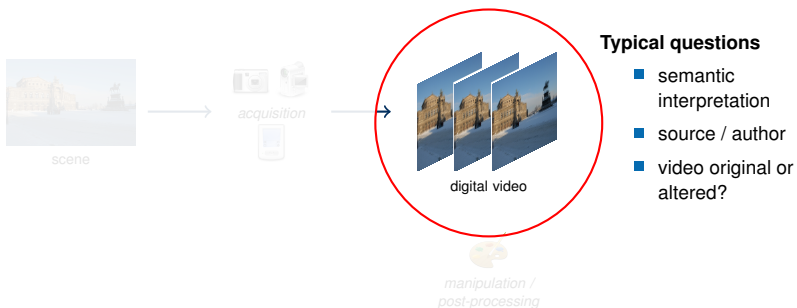 Typical questions
semantic
interpretation
source / author
video original or
altered?
acquisition
scene
digital video
manipulation /
post-processing